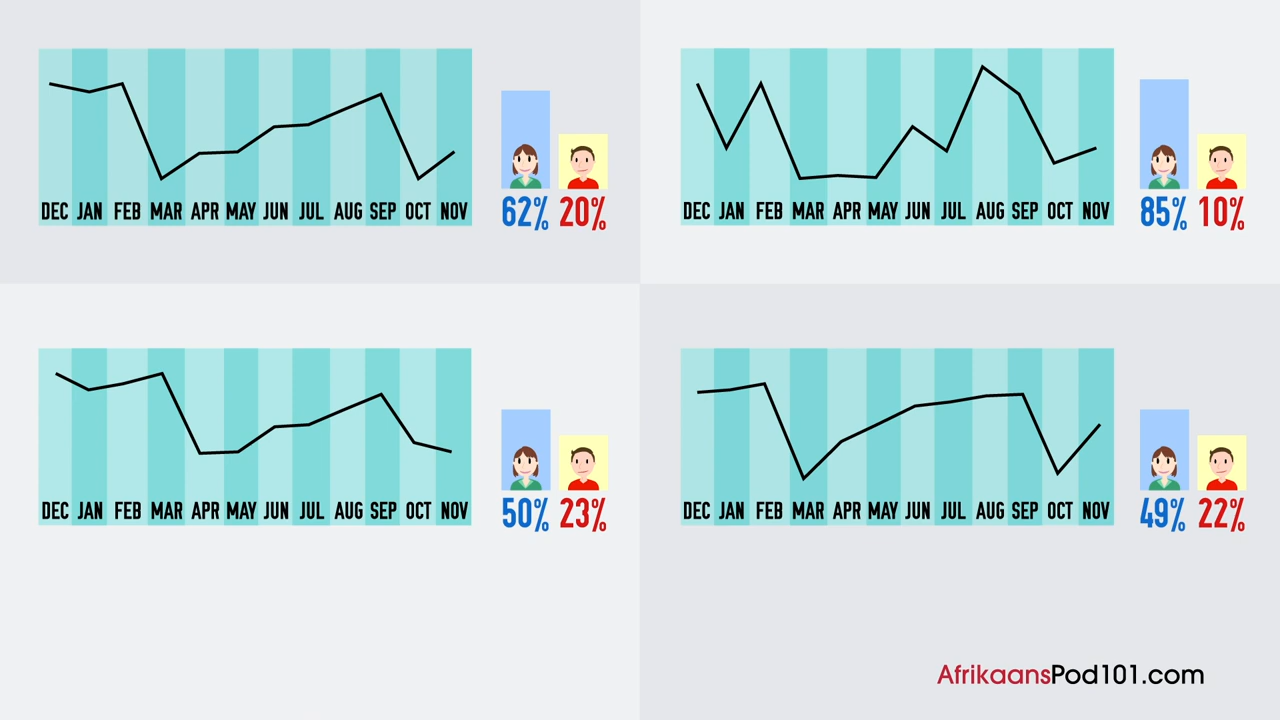 DEC JAN FEB MAR APR MAY JUN JUL AUG SEP OCT NOV
62% 20%
DEC JAN FEB MAR APR MAY JUN JUL AUG SEP OCT NOV
85% 10%
DEC JAN FEB MAR APR MAY JUN JUL AUG SEP OCT NOV
50% 23%
DEC JAN FEB MAR APR MAY JUN JUL AUG SEP OCT NOV
49% 22%
AfrikaansPod101.com